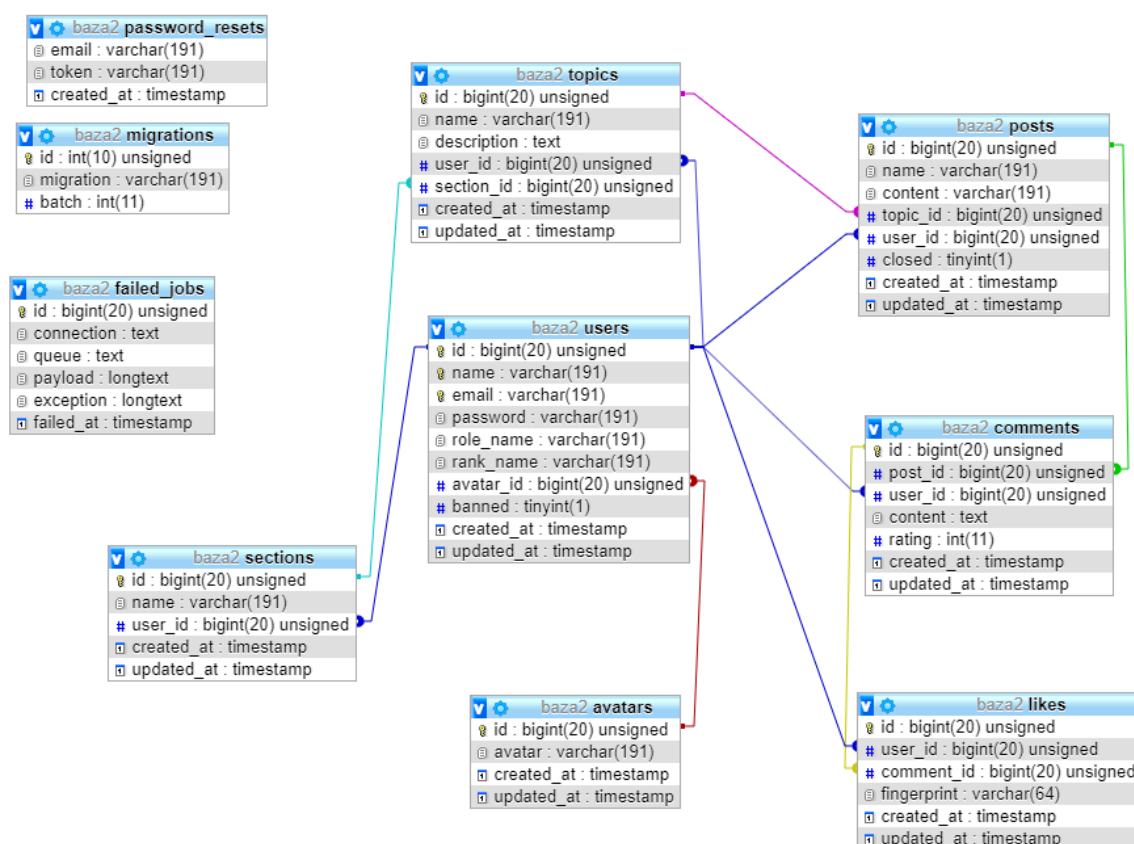 baza2 password_resets
email : varchar(191)
token : varchar(191)
created_at : timestamp
baza2 migrations
id : int(10) unsigned
migration : varchar(191)
# batch : int(11)
baza2 failed_jobs
id : bigint(20) unsigned
connection : text
queue : text
payload : longtext
exception : longtext
failed_at : timestamp
baza2 topics
id : bigint(20) unsigned
name : varchar(191)
description : text
# user_id : bigint(20) unsigned
# section_id : bigint(20) unsigned
created_at : timestamp
updated_at : timestamp
baza2 users
id : bigint(20) unsigned
name : varchar(191)
email : varchar(191)
password : varchar(191)
role_name : varchar(191)
rank_name : varchar(191)
# avatar_id : bigint(20) unsigned
# banned : tinyint(1)
created_at : timestamp
updated_at : timestamp
baza2 sections
id : bigint(20) unsigned
name : varchar(191)
# user_id : bigint(20) unsigned
created_at : timestamp
updated_at : timestamp
baza2 avatars
id : bigint(20) unsigned
avatar : varchar(191)
created_at : timestamp
updated_at : timestamp
baza2 posts
id : bigint(20) unsigned
name : varchar(191)
content : varchar(191)
# topic_id : bigint(20) unsigned
# user_id : bigint(20) unsigned
# closed : tinyint(1)
created_at : timestamp
updated_at : timestamp
baza2 comments
id : bigint(20) unsigned
# post_id : bigint(20) unsigned
# user_id : bigint(20) unsigned
content : text
# rating : int(11)
created_at : timestamp
updated_at : timestamp
baza2 likes
id : bigint(20) unsigned
# user_id : bigint(20) unsigned
# comment_id : bigint(20) unsigned
fingerprint : varchar(64)
created_at : timestamp
updated_at : timestamp